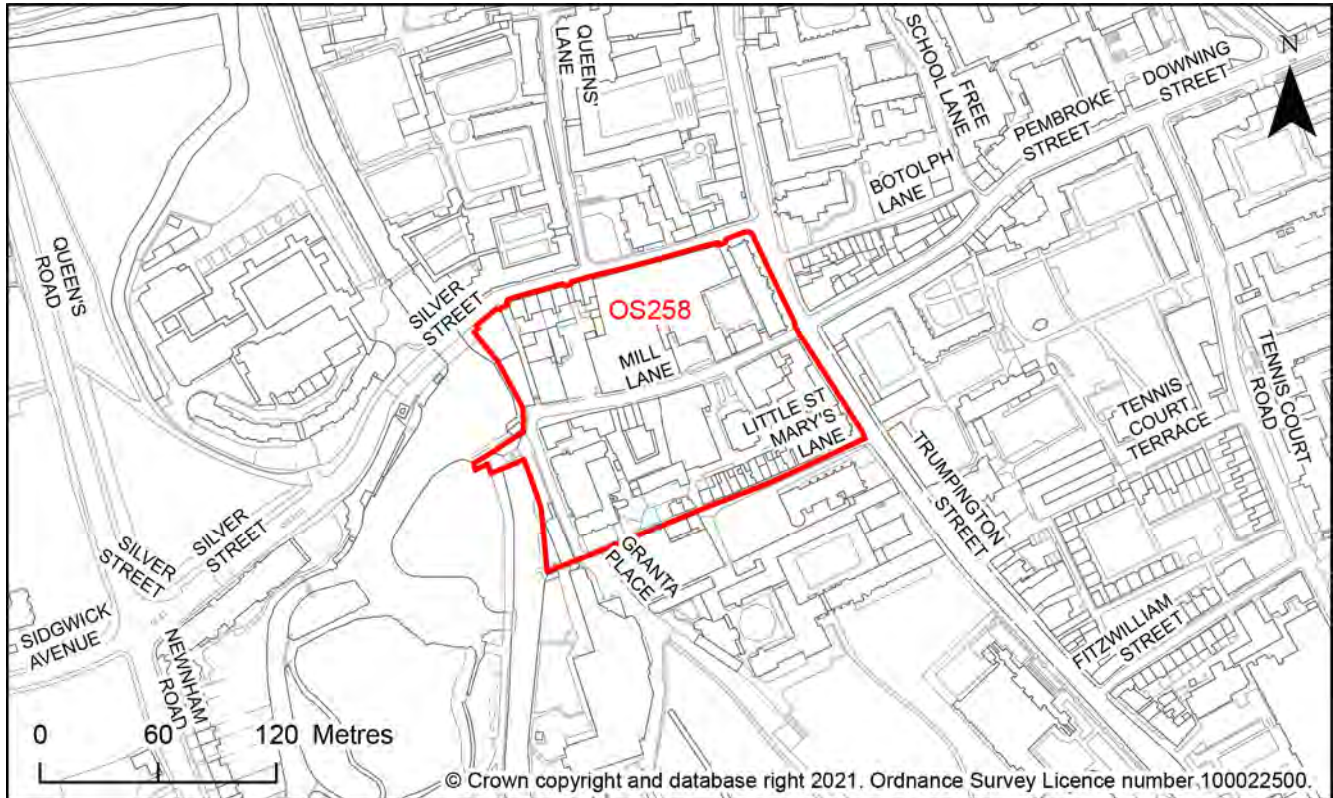 QUEENS'
LANE
SCHOOL LANE
FREE
DOWNING
STREET
N
PEMBROKE
STREET
BOTOLPH
LANE
QUEEN'S
ROAD
SILVER
STREET
OS258
MILL
LANE
LITTLE ST
MARY'S
LANE
TENNIS COURT
ROAD
TENNIS
COURT
TERRACE
TRUMPINGTON
STREET
SILVER
STREET
SILVER
STREET
GRANTA
PLACE
SIDGWICK
AVENUE
NEWNHAM
ROAD
FITZWILLIAM
STREET
0 60 120 Metres
© Crown copyright and database right 2021. Ordnance Survey Licence number 100022500.